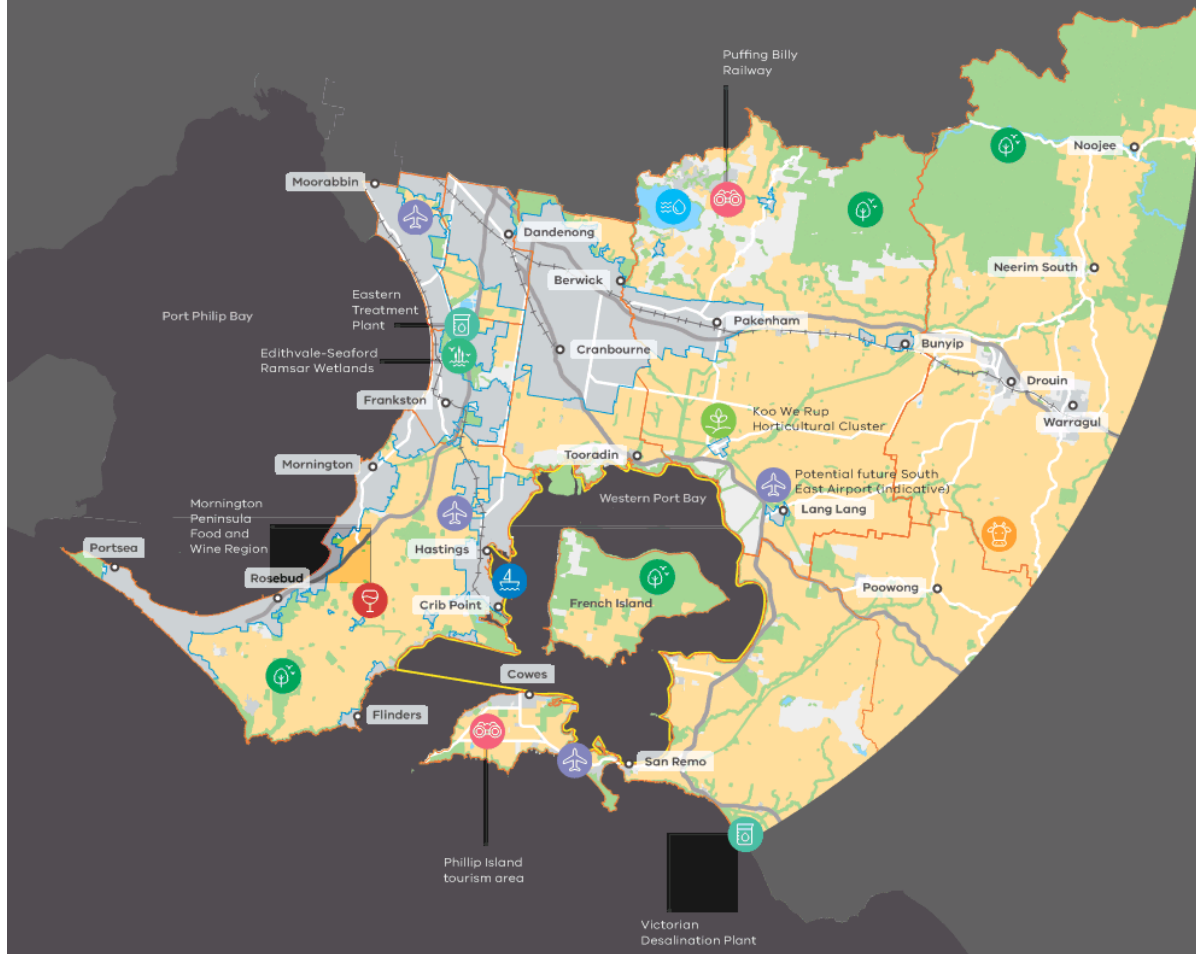 Puffing Billy
Railway
Noojee
Moorabbin
Dandenong
Neerim South
Berwick
Eastern
Treatment
Plant
Port Philip Bay
Pakenham
Bunyip
Edithvale-Seaford
Ramsar Wetlands
Cranbourne
Drouin
Frankston
Koo We Rup
Horticultural Cluster
Warragul
Tooradin
Mornington
Potential future South
East Airport (indicative)
Western Port Bay
Lang Lang
Mornington
Peninsula
Food and
Wine Region
Portsea
Hastings
Rosebud
Poowong
Crib Point
French Island
Cowes
Flinders
San Remo
Phillip Island
tourism area
Victorian
Desalination Plant